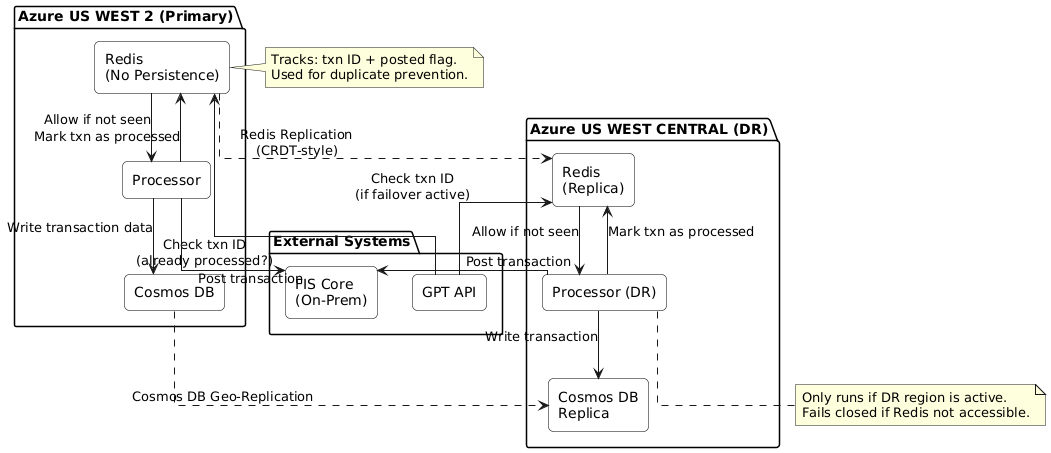 Azure US WEST 2 (Primary)
Redis
(No Persistence)
Tracks: txn ID + posted flag.
Used for duplicate prevention.
Allow if not seen
Mark txn as processed
Redis Replication
(CRDT-style)
Azure US WEST CENTRAL (DR)
Redis
(Replica)
Processor
Check txn ID
(if failover active)
Write transaction data
Allow if not seen
Mark txn as processed
Check txn ID
(already processed?)
External Systems
Post transaction
Post transaction
Cosmos DB
FIS Core
(On-Prem)
GPT API
Processor (DR)
Write transaction
Cosmos DB Geo-Replication
Cosmos DB
Replica
Only runs if DR region is active.
Fails closed if Redis not accessible.